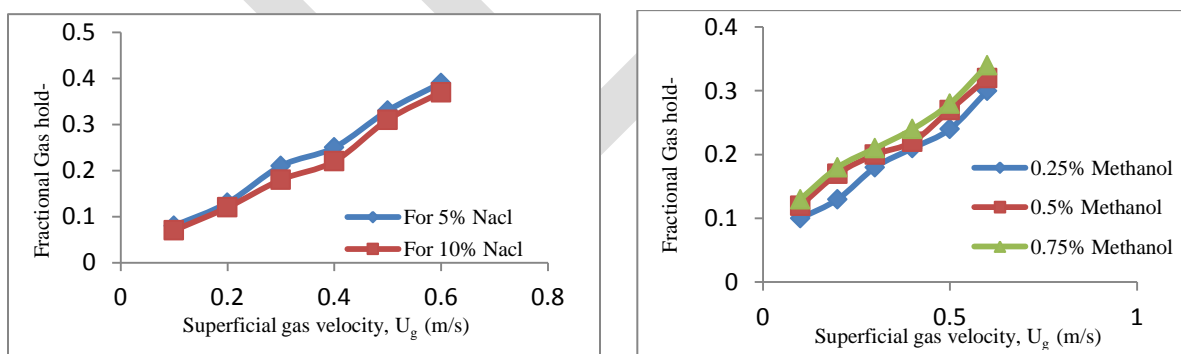 0.5
0.4
0.3
0.2
0.1
0
0
0.2
0.4
0.6
0.8
Fractional Gas hold-
Superficial gas velocity, Ug (m/s)
For 5% Nacl
For 10% Nacl
0.4
0.3
0.2
0.1
0
0
0.5
1
Fractional Gas hold-
Superficial gas velocity, Ug (m/s)
0.25% Methanol
0.5% Methanol
0.75% Methanol